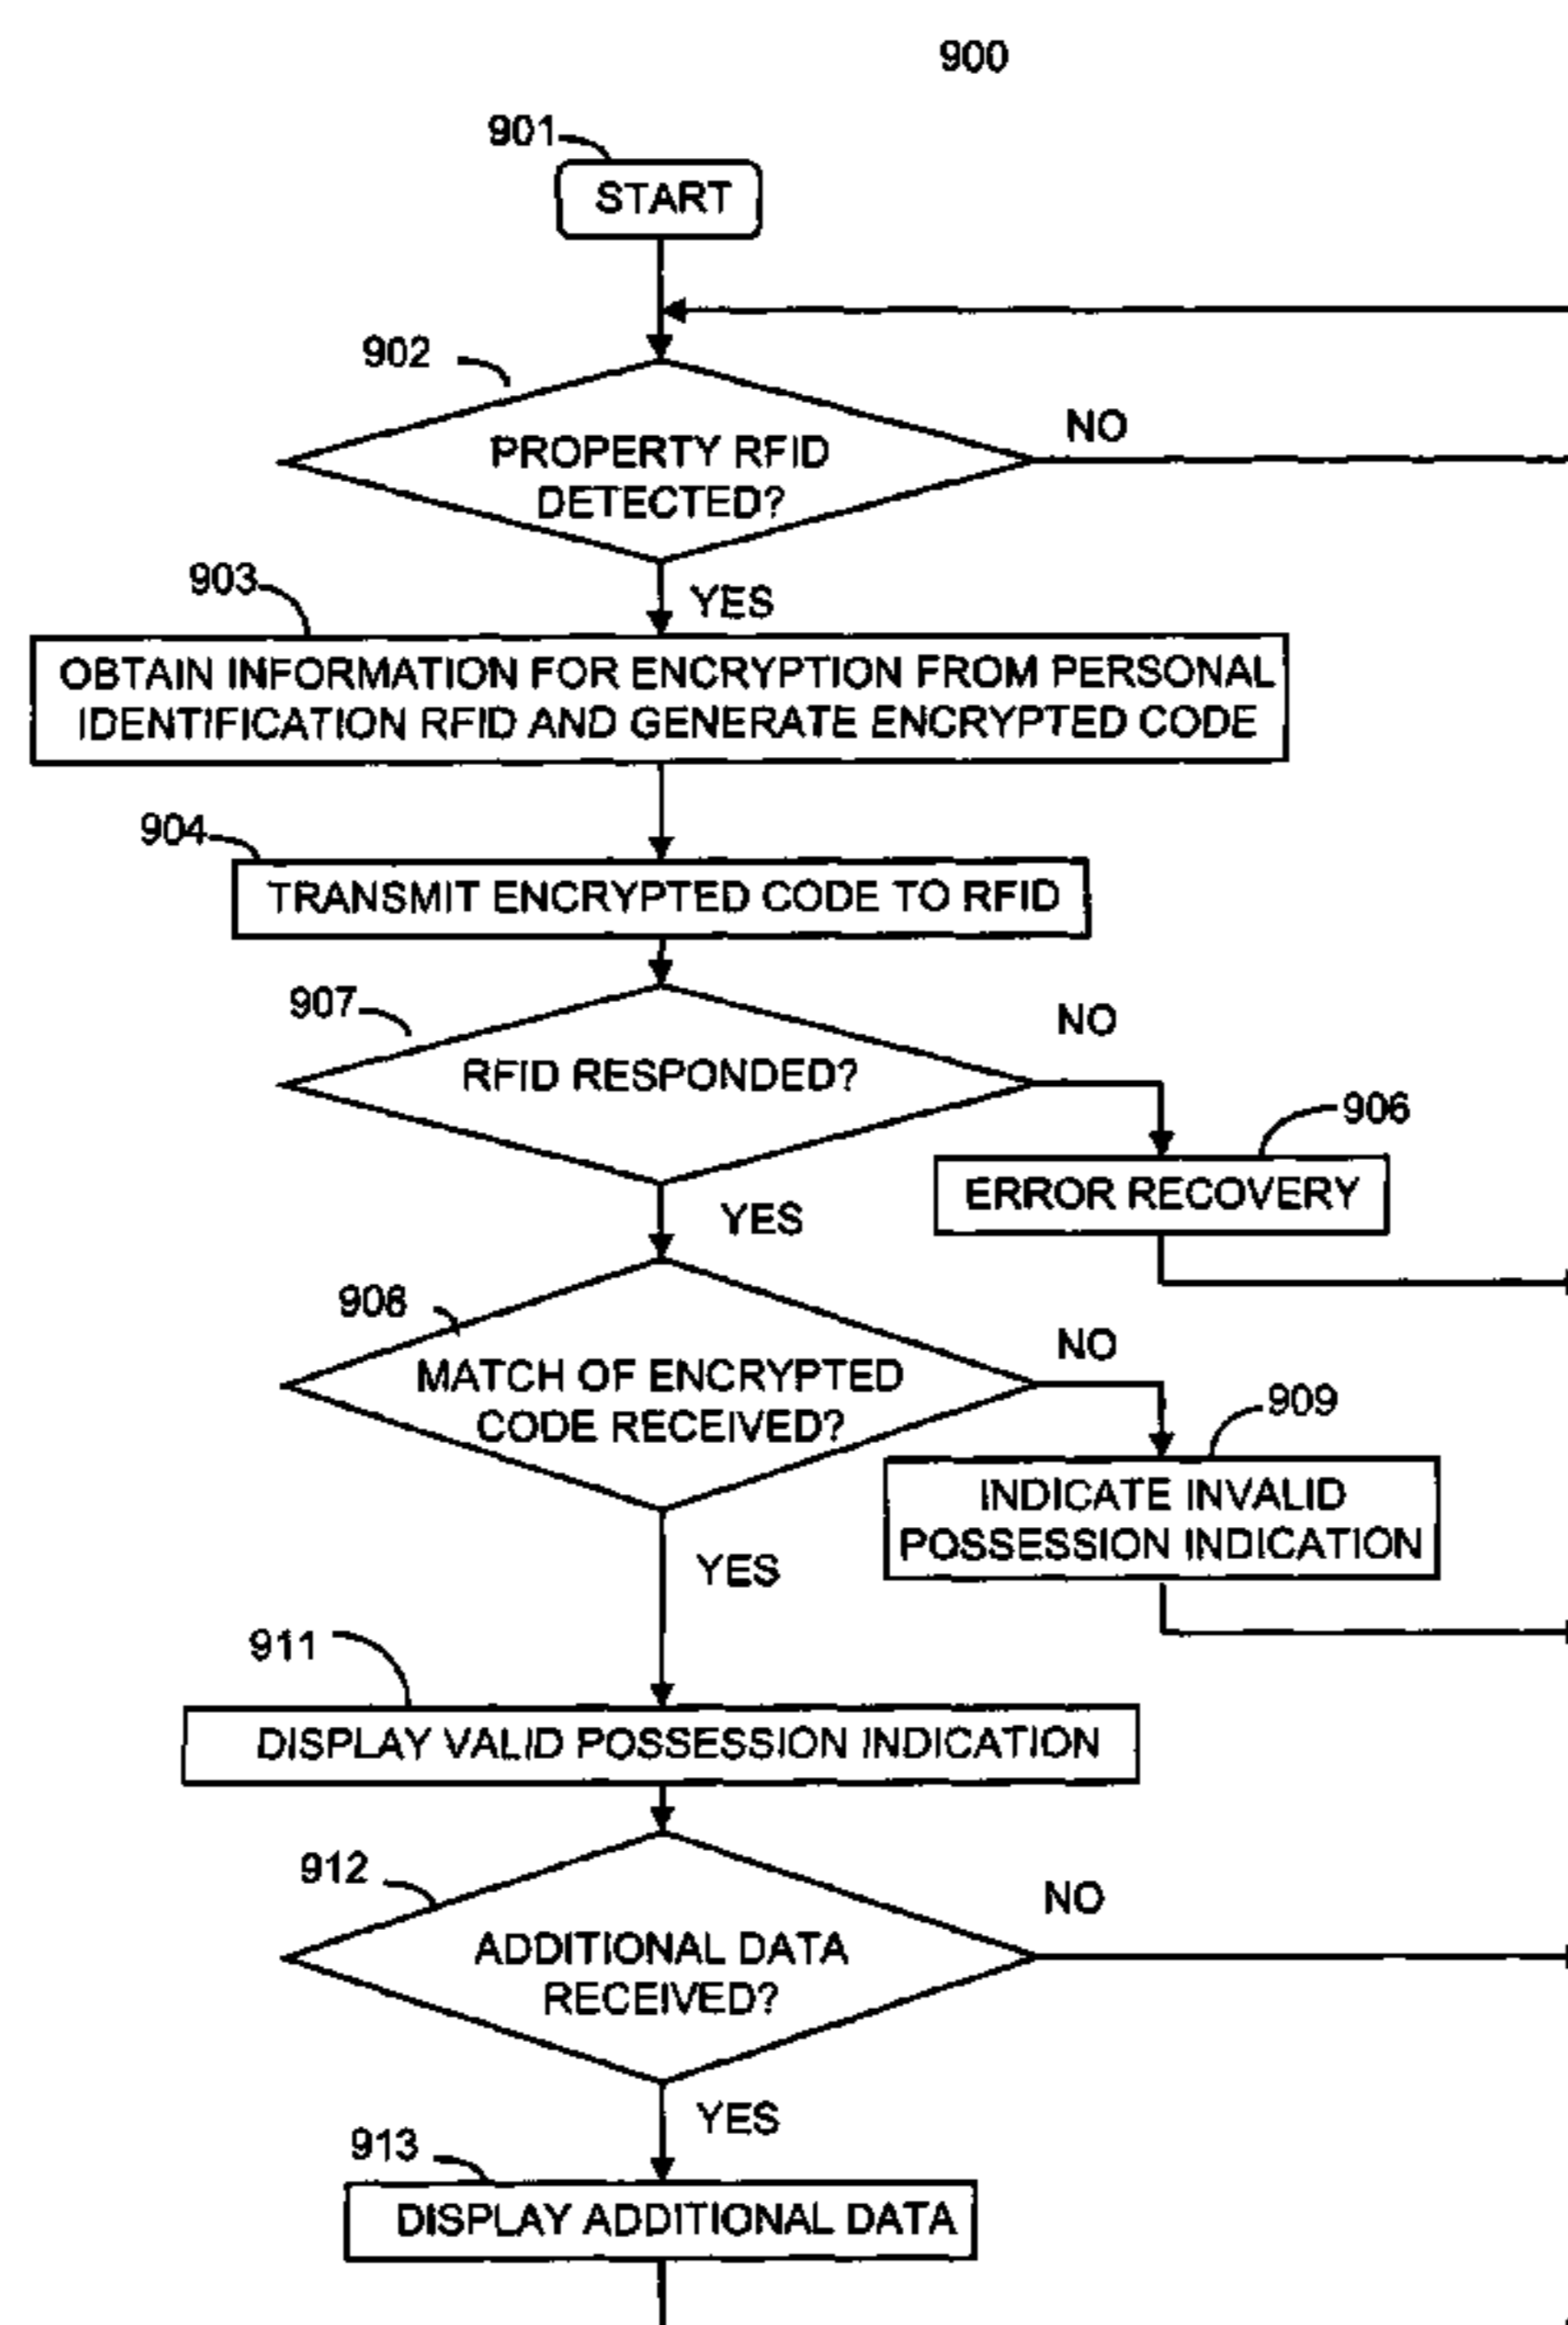 900
901
START
902
PROPERTY RFID
DETECTED?
NO
YES
903
OBTAIN INFORMATION FOR ENCRYPTION FROM PERSONAL
IDENTIFICATION RFID AND GENERATE ENCRYPTED CODE
904
TRANSMIT ENCRYPTED CODE TO RFID
907
RFID RESPONDED?
NO
906
ERROR RECOVERY
YES
908
MATCH OF ENCRYPTED
CODE RECEIVED?
NO
909
INDICATE INVALID
POSSESSION INDICATION
YES
911
DISPLAY VALID POSSESSION INDICATION
912
ADDITIONAL DATA
RECEIVED?
NO
YES
913
DISPLAY ADDITIONAL DATA